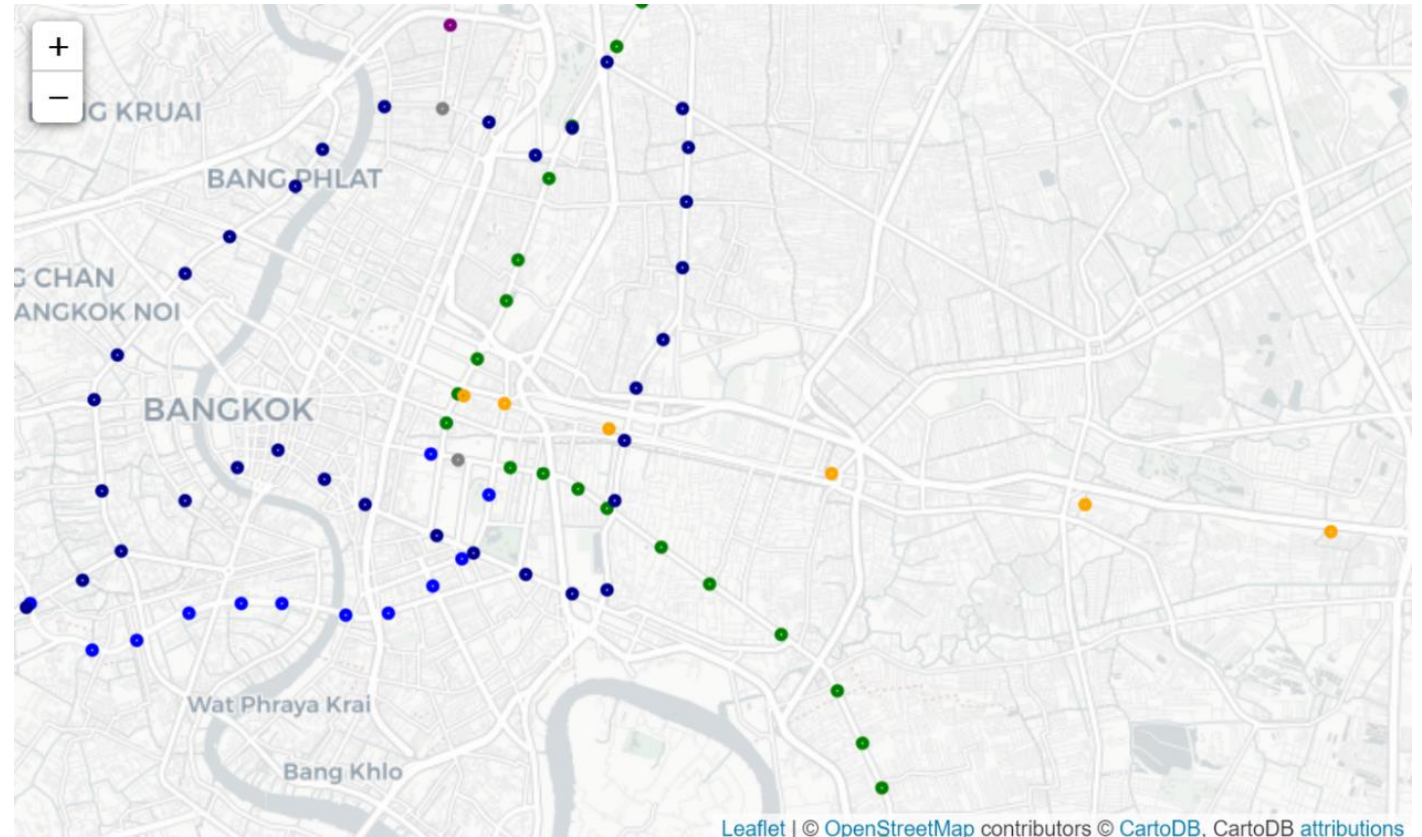 +
−
G KRUAI
BANG PHLAT
G CHAN
ANGKOK NOI
BANGKOK
Wat Phraya Krai
Bang Khlo
Leaflet | © OpenStreetMap contributors © CartoDB, CartoDB attributions